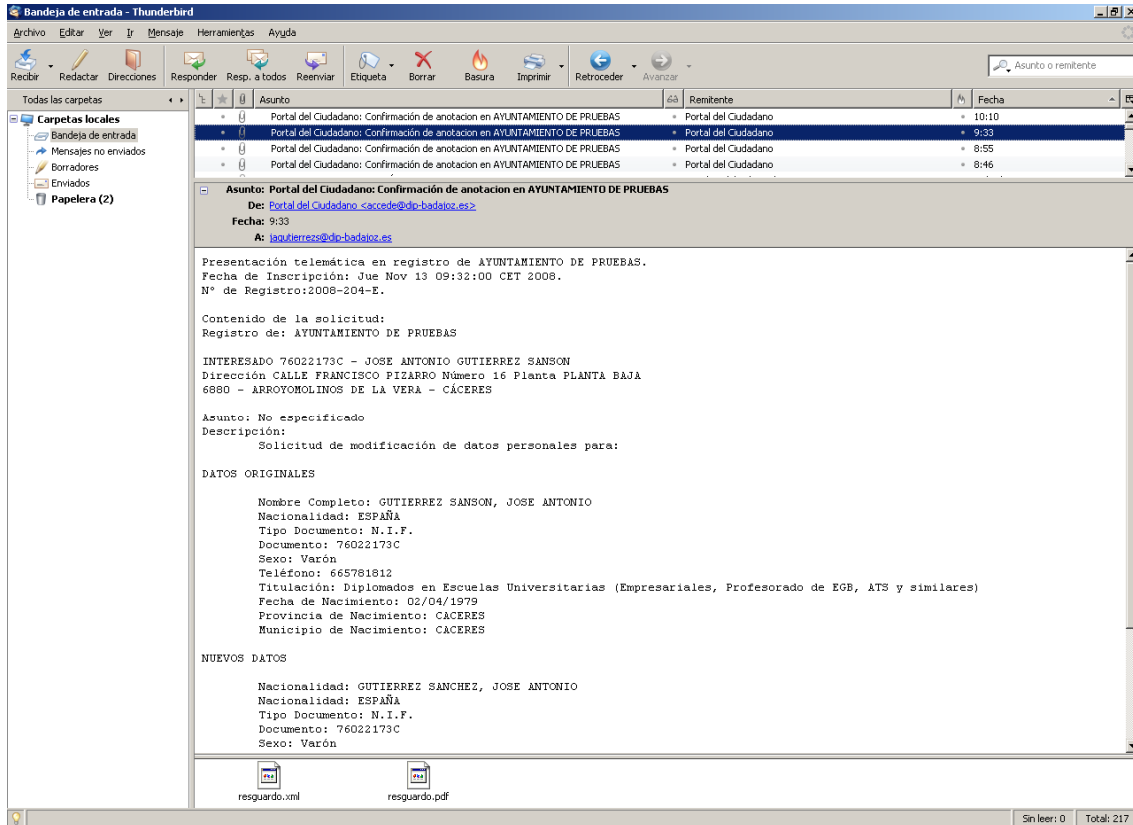 Bandeja de entrada - Thunderbird
Archivo Editar Ver Ir Mensaje Herramientas Ayuda
Recibir Redactar Direcciones Responder Resp. a todos Reenviar Etiqueta Borrar Basura Imprimir Retroceder Avanzar Asunto o remitente
Todas las carpetas
Carpetas locales
Bandeja de entrada
Mensajes no enviados
Borradores
Enviados
Papelera (2)
Asunto Remitente Fecha
Portal del Ciudadano: Confirmación de anotacion en AYUNTAMIENTO DE PRUEBAS Portal del Ciudadano 10:10
Portal del Ciudadano: Confirmación de anotacion en AYUNTAMIENTO DE PRUEBAS Portal del Ciudadano 9:33
Portal del Ciudadano: Confirmación de anotacion en AYUNTAMIENTO DE PRUEBAS Portal del Ciudadano 8:55
Portal del Ciudadano: Confirmación de anotacion en AYUNTAMIENTO DE PRUEBAS Portal del Ciudadano 8:46
Asunto: Portal del Ciudadano: Confirmación de anotacion en AYUNTAMIENTO DE PRUEBAS
De: Portal del Ciudadano <accede@dip-badajoz.es>
Fecha: 9:33
A: jagutierrezs@dip-badajoz.es
Presentación telemática en registro de AYUNTAMIENTO DE PRUEBAS.
Fecha de Inscripción: Jue Nov 13 09:32:00 CET 2008.
Nº de Registro:2008-204-E.
Contenido de la solicitud:
Registro de: AYUNTAMIENTO DE PRUEBAS
INTERESADO 76022173C - JOSE ANTONIO GUTIERREZ SANSON
Dirección CALLE FRANCISCO PIZARRO Número 16 Planta PLANTA BAJA
6880 - ARROYOMOLINOS DE LA VERA - CÁCERES
Asunto: No especificado
Descripción:
Solicitud de modificación de datos personales para:
DATOS ORIGINALES
Nombre Completo: GUTIERREZ SANSON, JOSE ANTONIO
Nacionalidad: ESPAÑA
Tipo Documento: N.I.F.
Documento: 76022173C
Sexo: Varón
Teléfono: 665781812
Titulación: Diplomados en Escuelas Universitarias (Empresariales, Profesorado de EGB, ATS y similares)
Fecha de Nacimiento: 02/04/1979
Provincia de Nacimiento: CACERES
Municipio de Nacimiento: CACERES
NUEVOS DATOS
Nacionalidad: GUTIERREZ SANCHEZ, JOSE ANTONIO
Nacionalidad: ESPAÑA
Tipo Documento: N.I.F.
Documento: 76022173C
Sexo: Varón
resguardo.xml resguardo.pdf
Sin leer: 0 Total: 217